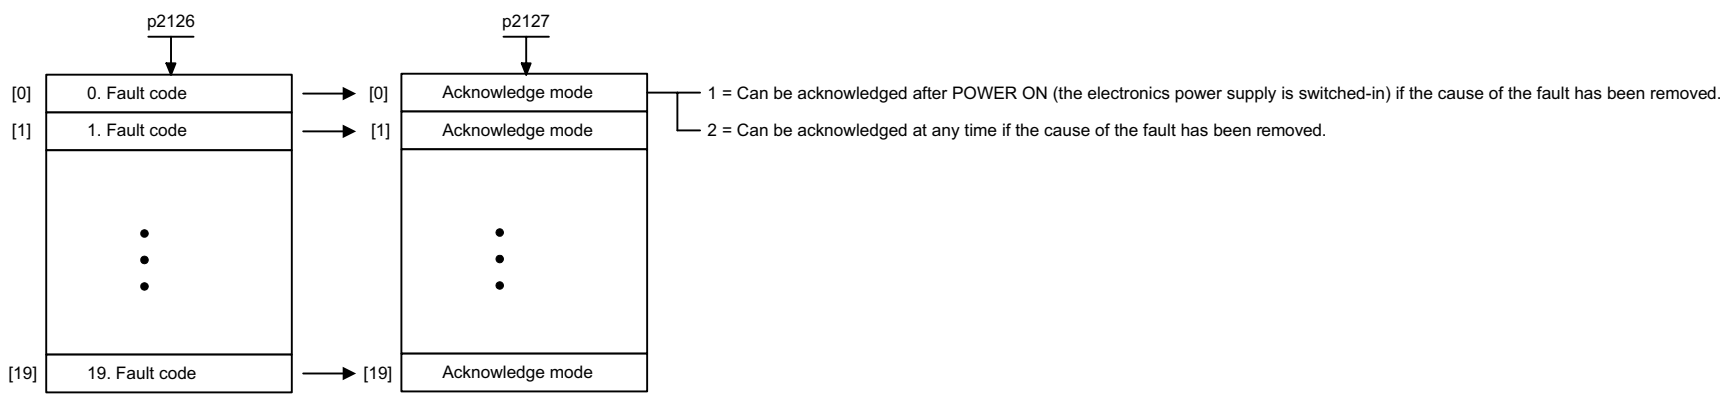 p2126 p2127
[0] 0. Fault code [0] Acknowledge mode 1 = Can be acknowledged after POWER ON (the electronics power supply is switched-in) if the cause of the fault has been removed.
[1] 1. Fault code [1] Acknowledge mode 2 = Can be acknowledged at any time if the cause of the fault has been removed.
[19] 19. Fault code [19] Acknowledge mode